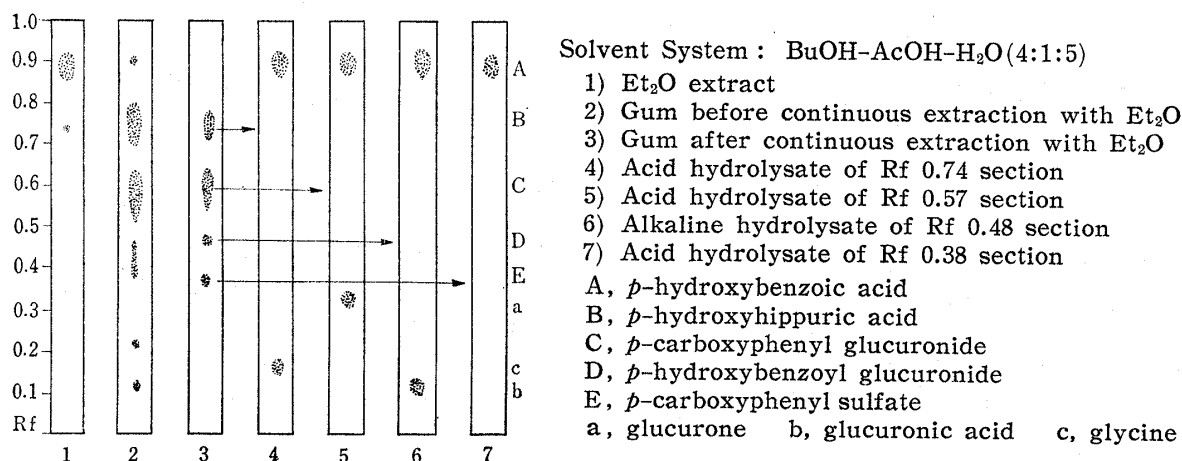 1.0
0.9
0.8
0.7
0.6
0.5
0.4
0.3
0.2
0.1
Rf
1 2 3 4 5 6 7
A
B
C
D
E
a
c
b
Solvent System : BuOH-AcOH-H₂O (4:1:5)
1) Et₂O extract
2) Gum before continuous extraction with Et₂O
3) Gum after continuous extraction with Et₂O
4) Acid hydrolysate of Rf 0.74 section
5) Acid hydrolysate of Rf 0.57 section
6) Alkaline hydrolysate of Rf 0.48 section
7) Acid hydrolysate of Rf 0.38 section
A, p-hydroxybenzoic acid
B, p-hydroxyhippuric acid
C, p-carboxyphenyl glucuronide
D, p-hydroxybenzoyl glucuronide
E, p-carboxyphenyl sulfate
a, glucurone b, glucuronic acid c, glycine